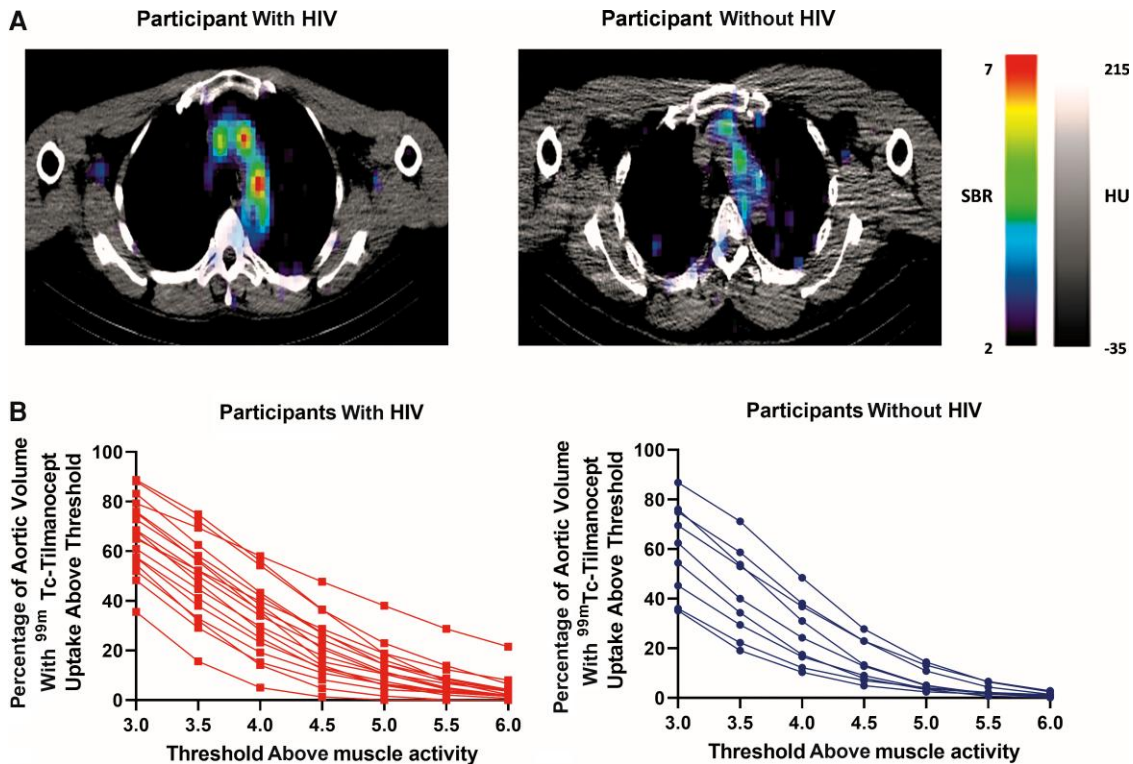 A
Participant With HIV
Participant Without HIV
7
SBR
2
215
HU
-35
B
Participants With HIV
Percentage of Aortic Volume
With 99m Tc-Tilmanocept
Uptake Above Threshold
100
80
60
40
20
0
3.0 3.5 4.0 4.5 5.0 5.5 6.0
Threshold Above muscle activity
Participants Without HIV
Percentage of Aortic Volume
With 99mTc-Tilmanocept
Uptake Above Threshold
100
80
60
40
20
0
3.0 3.5 4.0 4.5 5.0 5.5 6.0
Threshold Above muscle activity